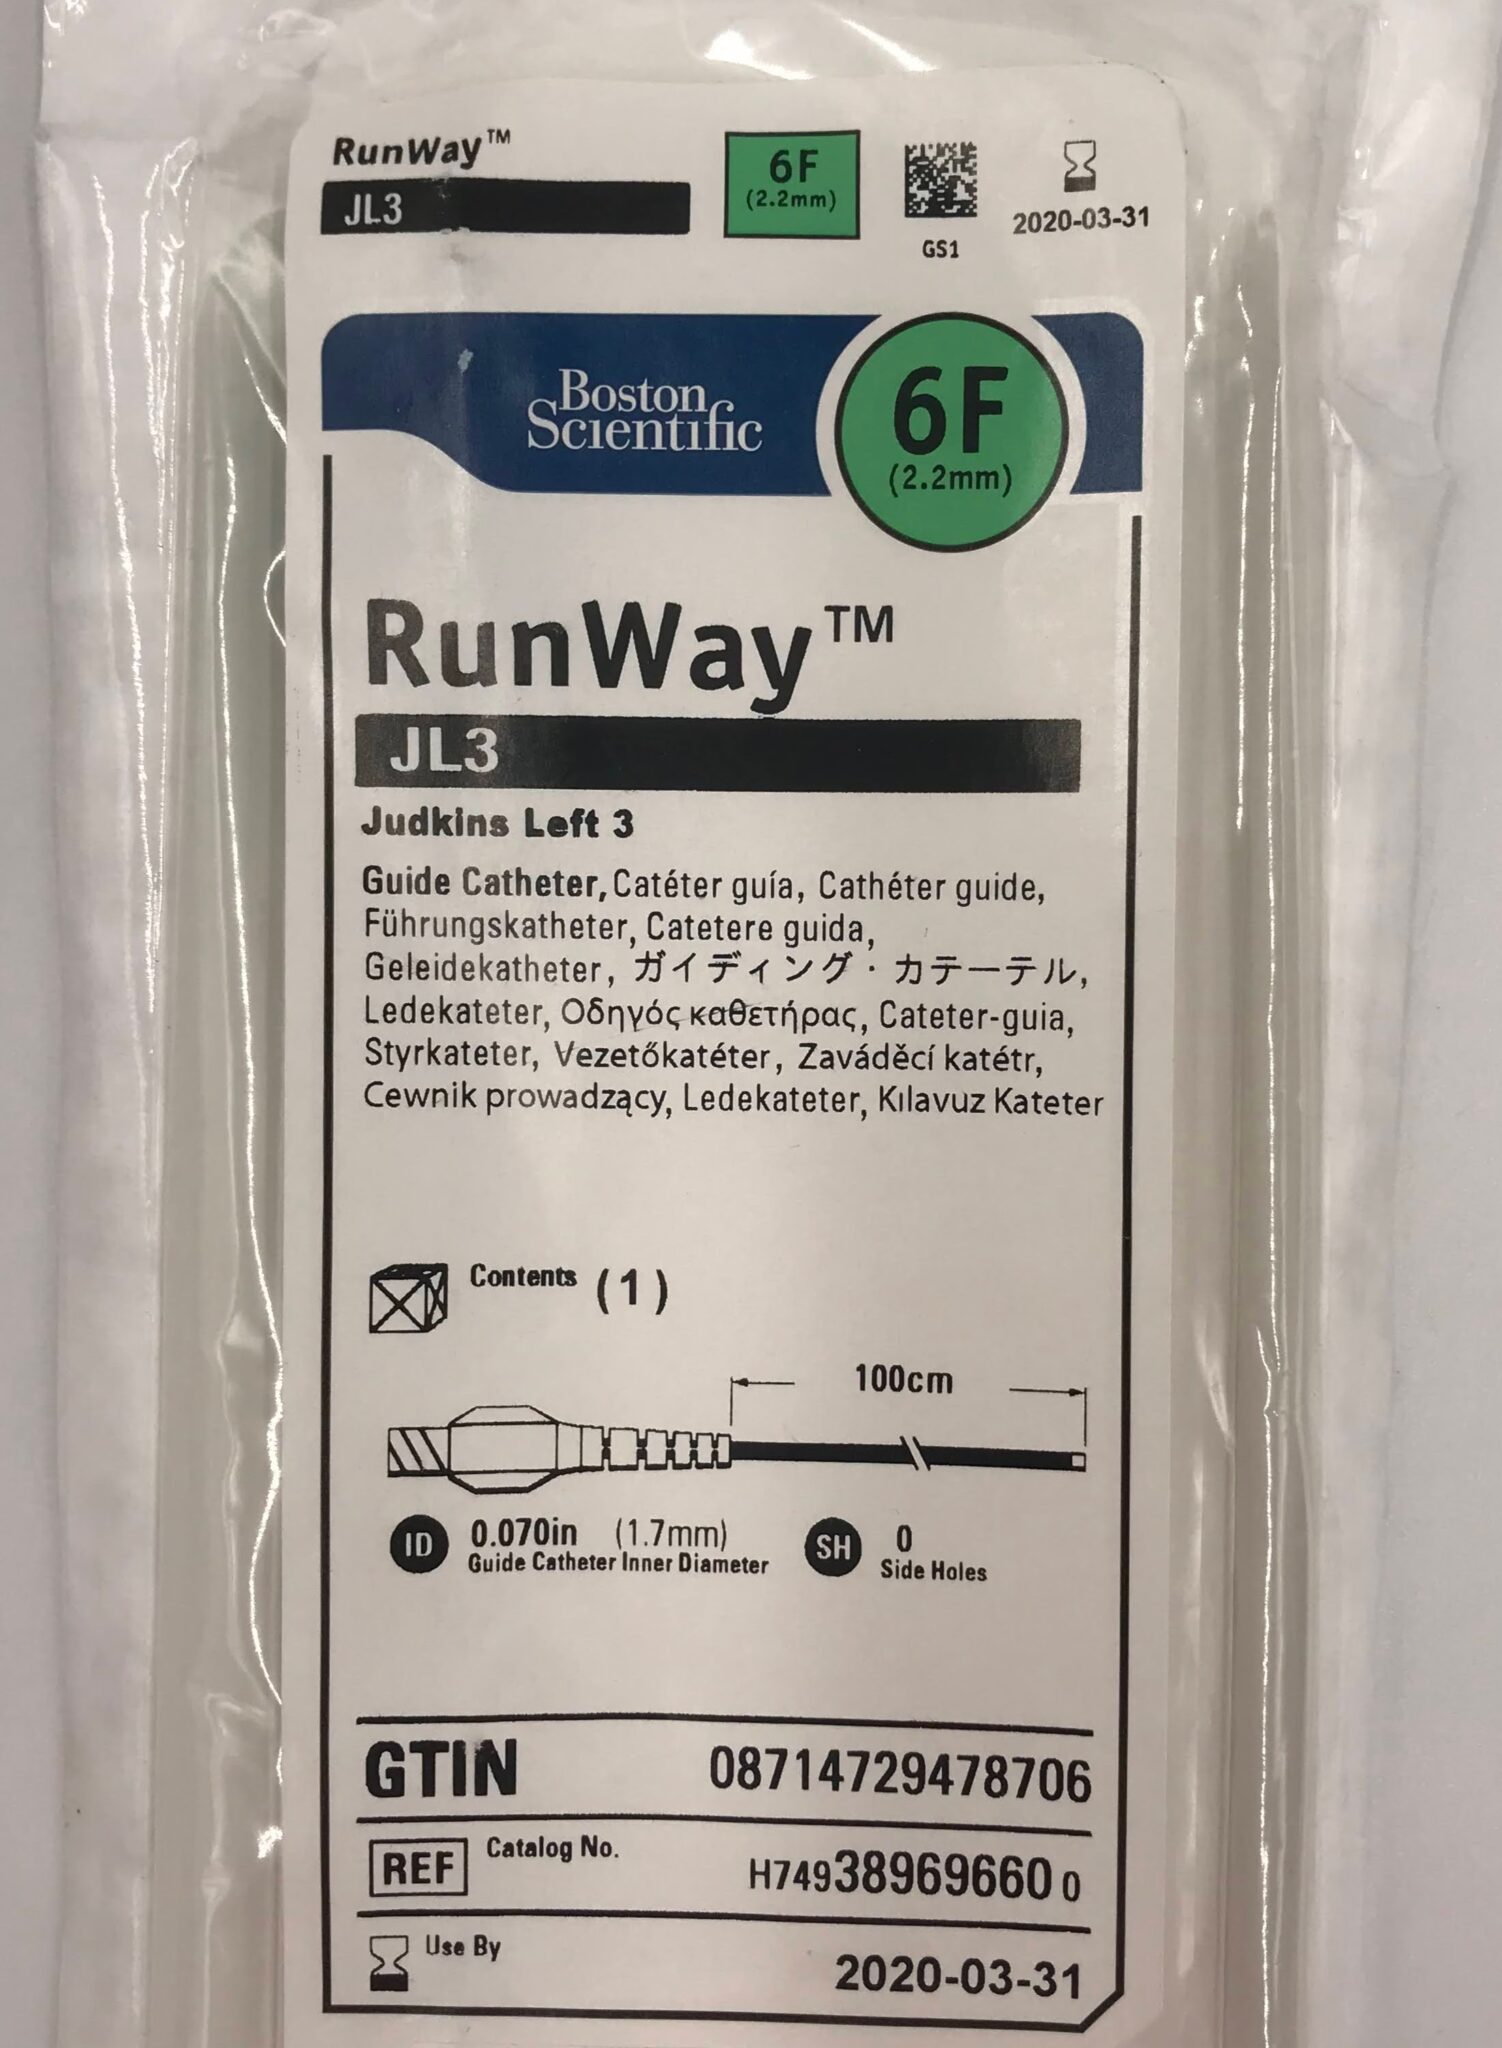 RunWay™
JL3
6F
(2.2mm)
GS1
2020-03-31
Boston
Scientific
6F
(2.2mm)
RunWay™
JL3
Judkins Left 3
Guide Catheter, Catéter guía, Cathéter guide,
Führungskatheter, Catetere guida,
Geleidekatheter, ガイディング・カテーテル,
Ledekateter, Οδηγός καθετήρας, Cateter-guia,
Styrkateter, Vezetőkatéter, Zaváděcí katétr,
Cewnik prowadzący, Ledekateter, Kılavuz Kateter
Contents (1)
100cm
ID 0.070in (1.7mm)
Guide Catheter Inner Diameter
SH 0
Side Holes
GTIN 08714729478706
REF Catalog No. H74938969660 0
Use By 2020-03-31